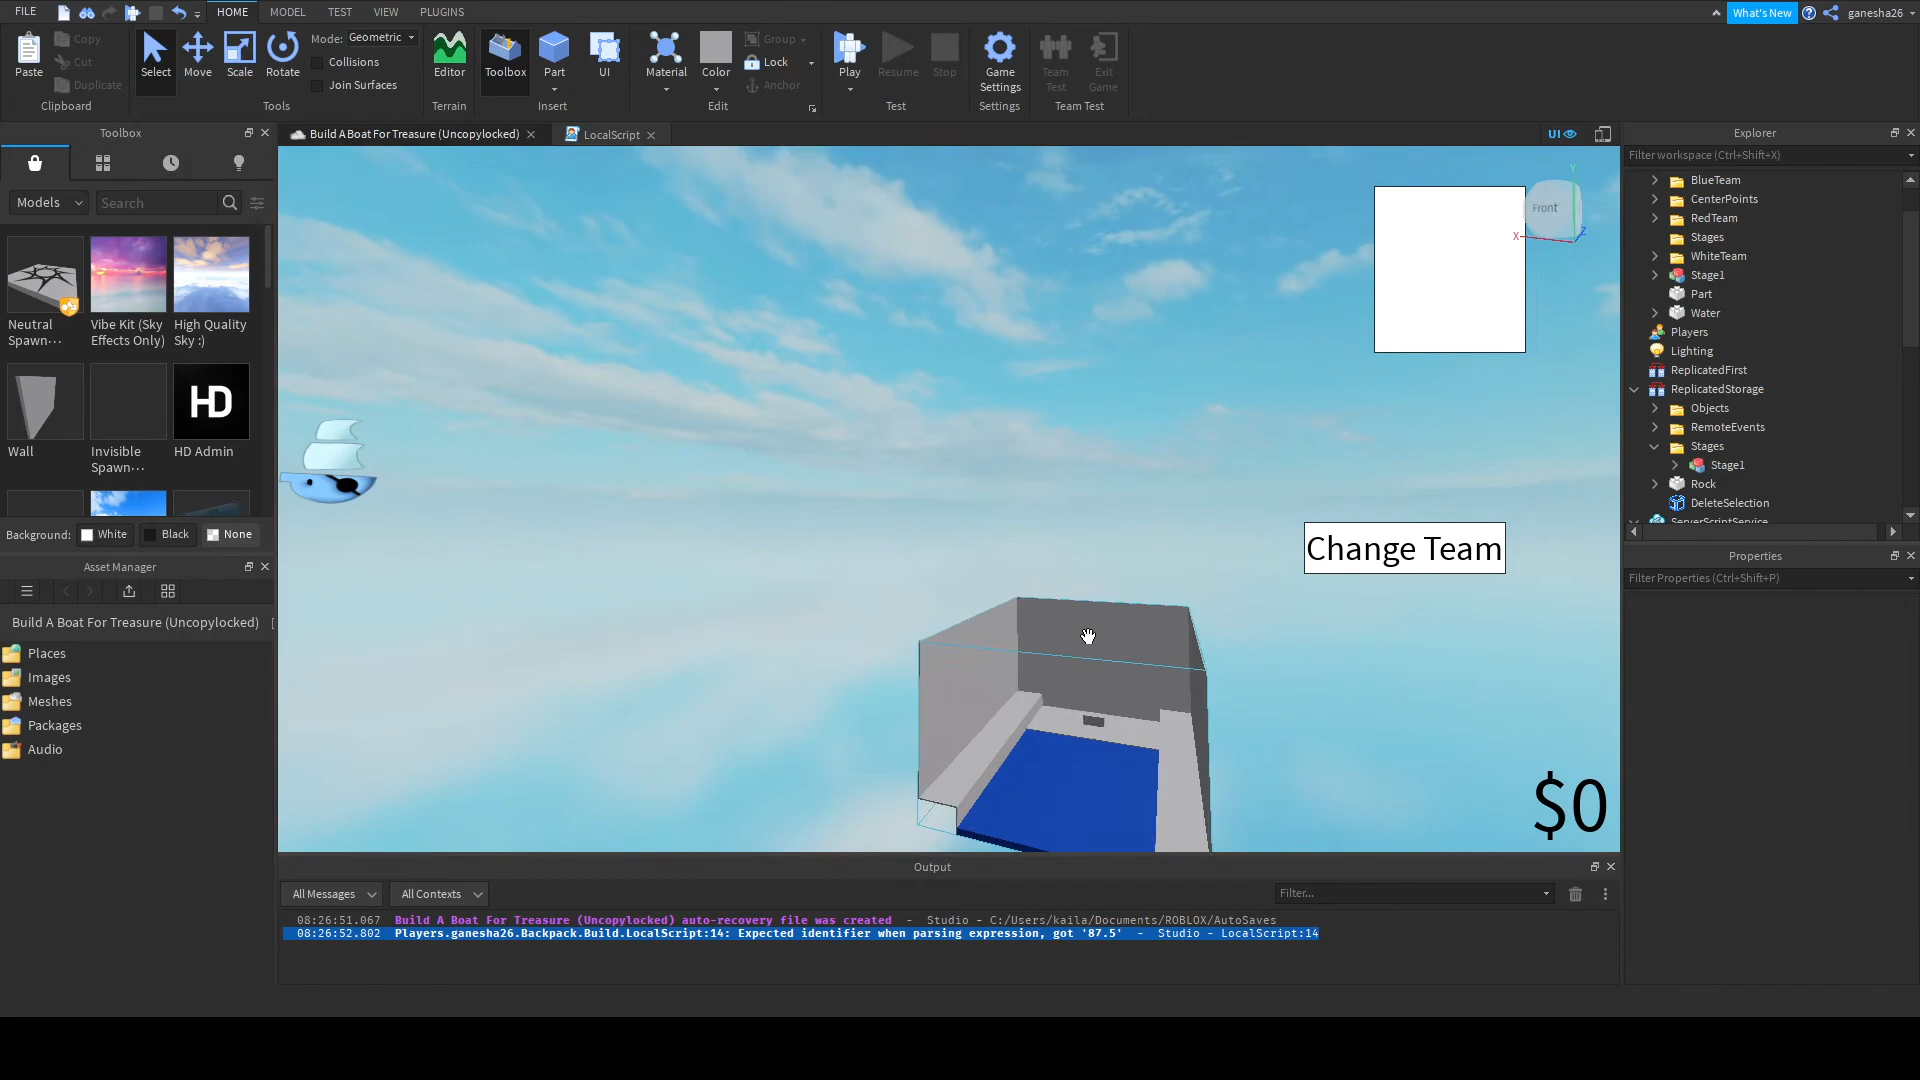 FILE HOME MODEL TEST VIEW PLUGINS What's New ganesha26
Paste Copy Cut Duplicate Clipboard
Select Move Scale Rotate Mode: Geometric Collisions Join Surfaces Tools
Editor Terrain
Toolbox Part UI Insert
Material Color Group Lock Anchor Edit
Play Resume Stop Test
Game Settings Settings
Team Test Exit Game Team Test
Toolbox
Models Search
Neutral Spawn...
Vibe Kit (Sky Effects Only)
High Quality Sky :)
Wall
Invisible Spawn...
HD
HD Admin
Background: White Black None
Asset Manager
Build A Boat For Treasure (Uncopylocked) [
Places
Images
Meshes
Packages
Audio
Build A Boat For Treasure (Uncopylocked) LocalScript UI
Y
Front
X Z
Change Team
$0
Output
All Messages All Contexts Filter...
08:26:51.067 Build A Boat For Treasure (Uncopylocked) auto-recovery file was created - Studio - C:/Users/kaila/Documents/ROBLOX/AutoSaves
08:26:52.802 Players.ganesha26.Backpack.Build.LocalScript:14: Expected identifier when parsing expression, got '87.5' - Studio - LocalScript:14
Explorer
Filter workspace (Ctrl+Shift+X)
BlueTeam
CenterPoints
RedTeam
Stages
WhiteTeam
Stage1
Part
Water
Players
Lighting
ReplicatedFirst
ReplicatedStorage
Objects
RemoteEvents
Stages
Stage1
Rock
DeleteSelection
ServerScriptService
Properties
Filter Properties (Ctrl+Shift+P)